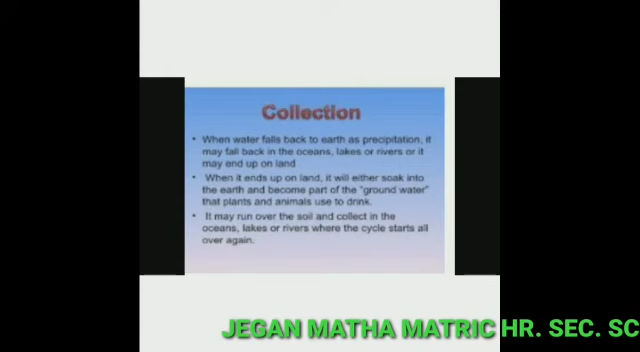 Collection
• When water falls back to earth as precipitation, it
may fall back in the oceans, lakes or rivers or it
may end up on land
• When it ends up on land, it will either soak into
the earth and become part of the "ground water"
that plants and animals use to drink.
• It may run over the soil and collect in the
oceans, lakes or rivers where the cycle starts all
over again.
JEGAN MATHA MATRIC HR. SEC. SC